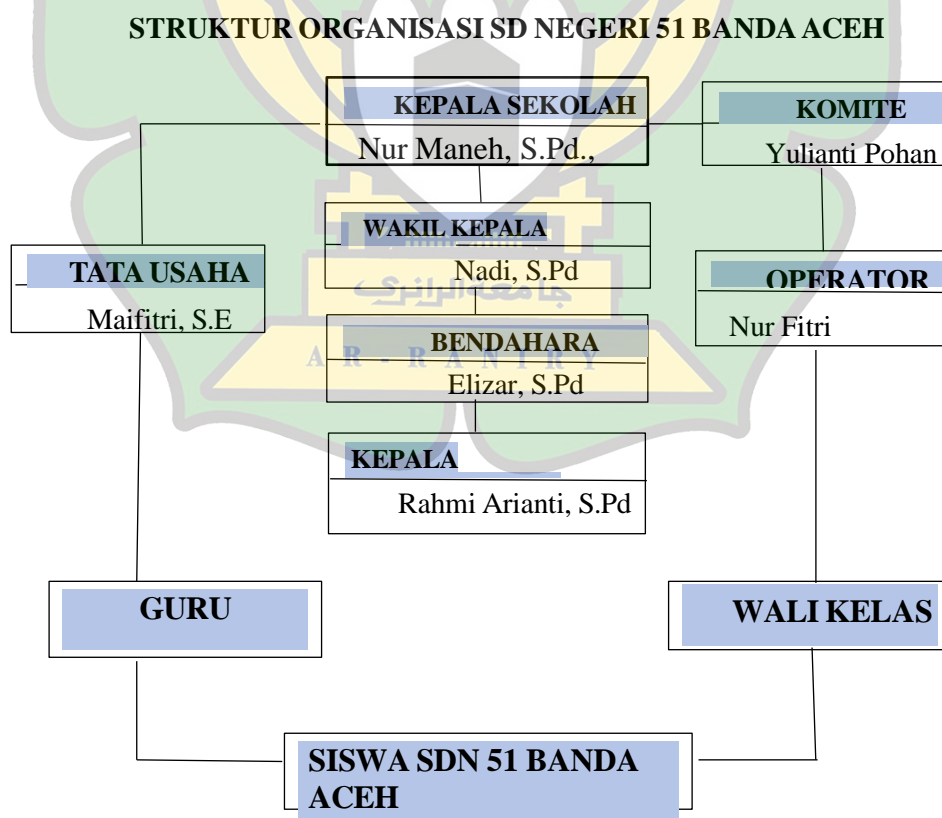 STRUKTUR ORGANISASI SD NEGERI 51 BANDA ACEH
KEPALA SEKOLAH
Nur Maneh, S.Pd.,
KOMITE
Yulianti Pohan
WAKIL KEPALA
Nadi, S.Pd
TATA USAHA
Maifitri, S.E
OPERATOR
Nur Fitri
جامعة الرانري
BENDAHARA
A R - R A N I R Y
Elizar, S.Pd
KEPALA
Rahmi Arianti, S.Pd
GURU
WALI KELAS
SISWA SDN 51 BANDA
ACEH